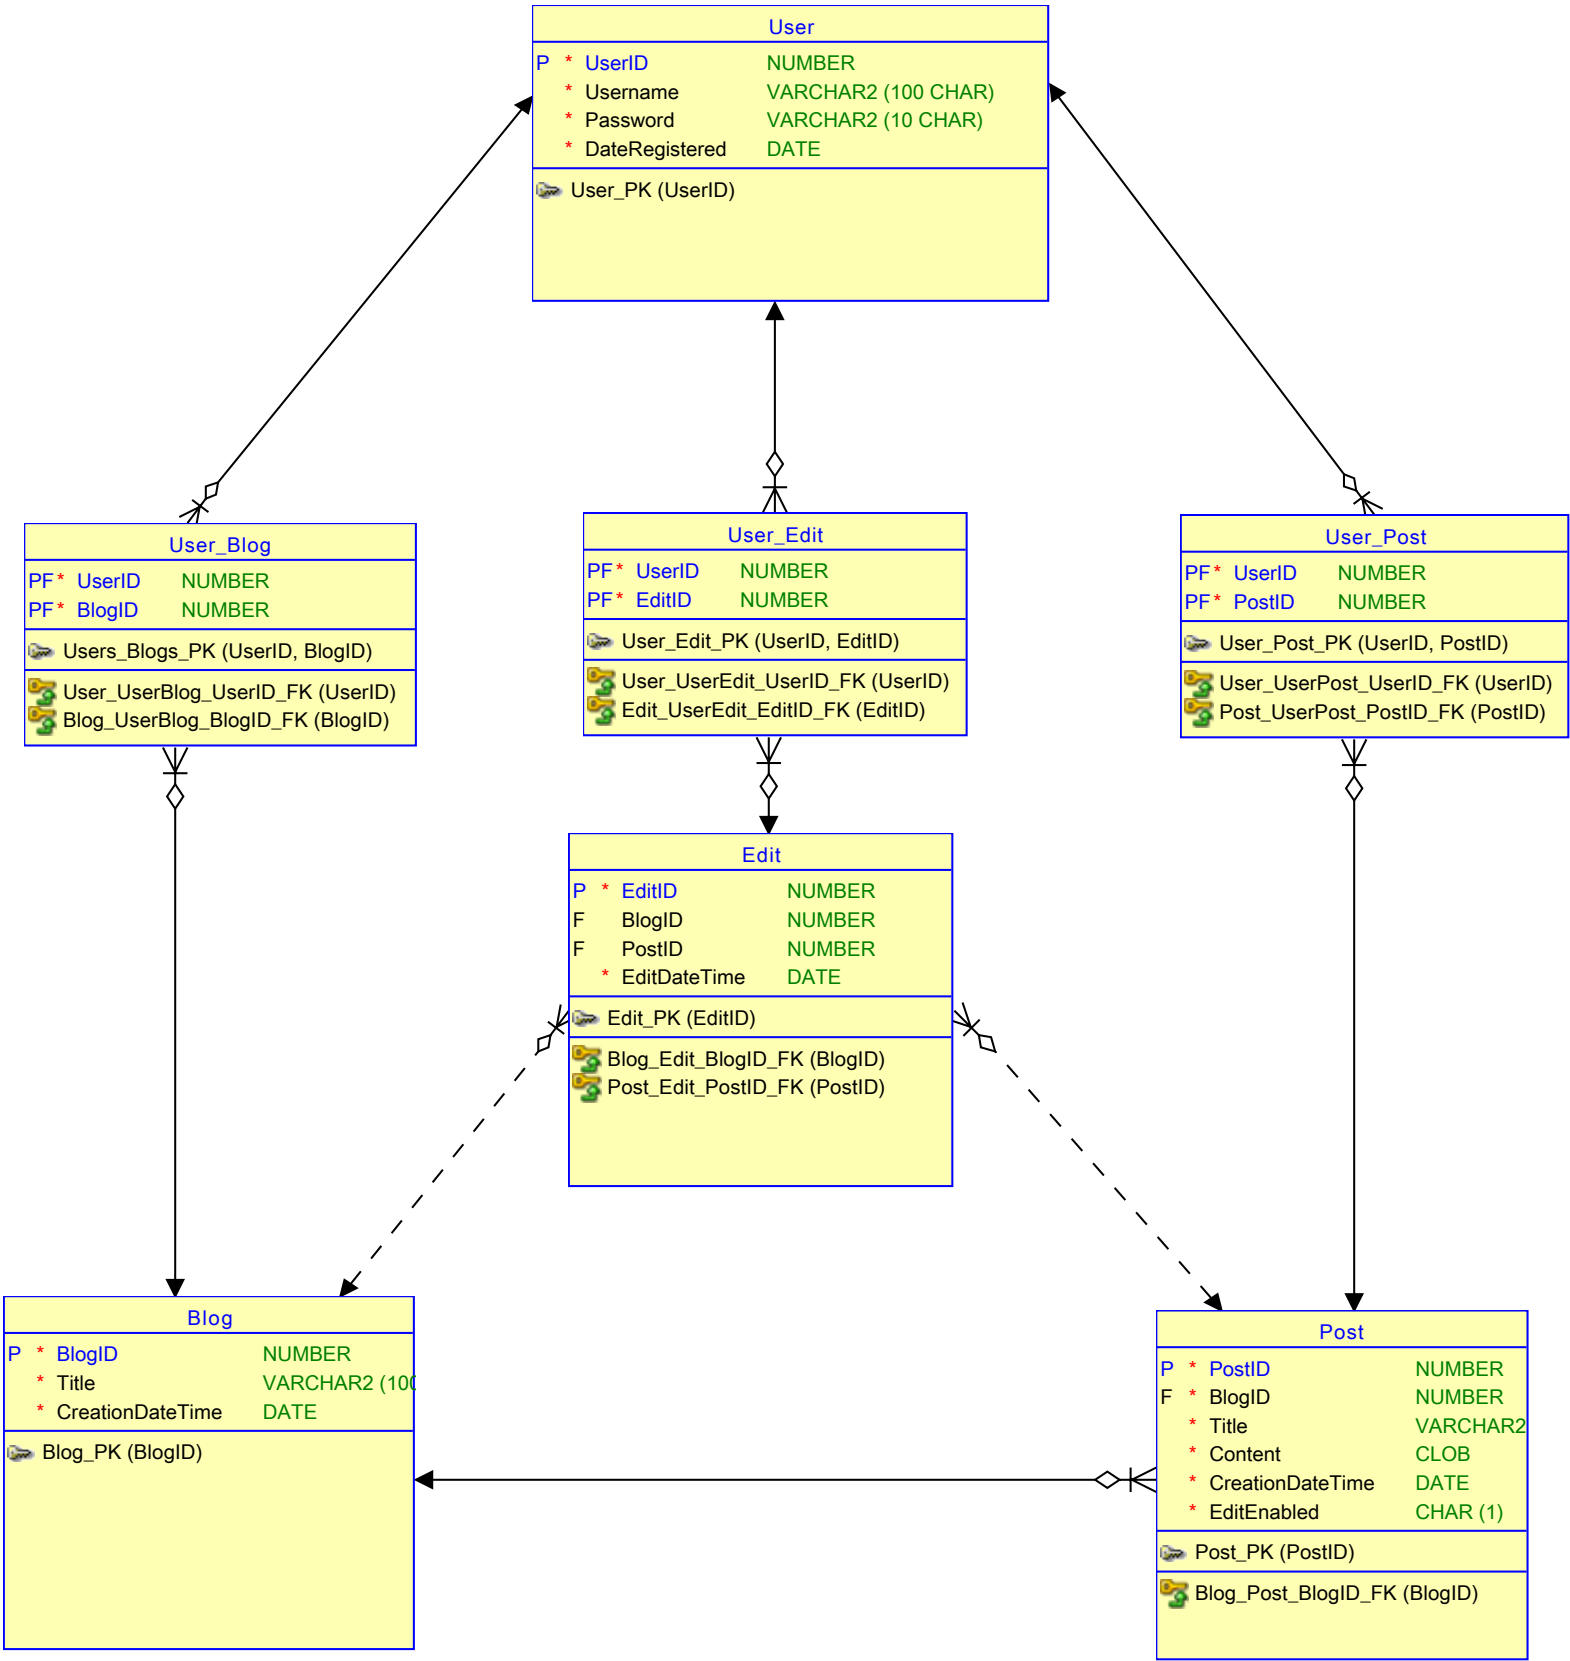 User
P * UserID NUMBER
* Username VARCHAR2 (100 CHAR)
* Password VARCHAR2 (10 CHAR)
* DateRegistered DATE
User_PK (UserID)
User_Blog
PF* UserID NUMBER
PF* BlogID NUMBER
Users_Blogs_PK (UserID, BlogID)
User_UserBlog_UserID_FK (UserID)
Blog_UserBlog_BlogID_FK (BlogID)
User_Edit
PF* UserID NUMBER
PF* EditID NUMBER
User_Edit_PK (UserID, EditID)
User_UserEdit_UserID_FK (UserID)
Edit_UserEdit_EditID_FK (EditID)
User_Post
PF* UserID NUMBER
PF* PostID NUMBER
User_Post_PK (UserID, PostID)
User_UserPost_UserID_FK (UserID)
Post_UserPost_PostID_FK (PostID)
Edit
P * EditID NUMBER
F BlogID NUMBER
F PostID NUMBER
* EditDateTime DATE
Edit_PK (EditID)
Blog_Edit_BlogID_FK (BlogID)
Post_Edit_PostID_FK (PostID)
Blog
P * BlogID NUMBER
* Title VARCHAR2 (100
* CreationDateTime DATE
Blog_PK (BlogID)
Post
P * PostID NUMBER
F * BlogID NUMBER
* Title VARCHAR2
* Content CLOB
* CreationDateTime DATE
* EditEnabled CHAR (1)
Post_PK (PostID)
Blog_Post_BlogID_FK (BlogID)